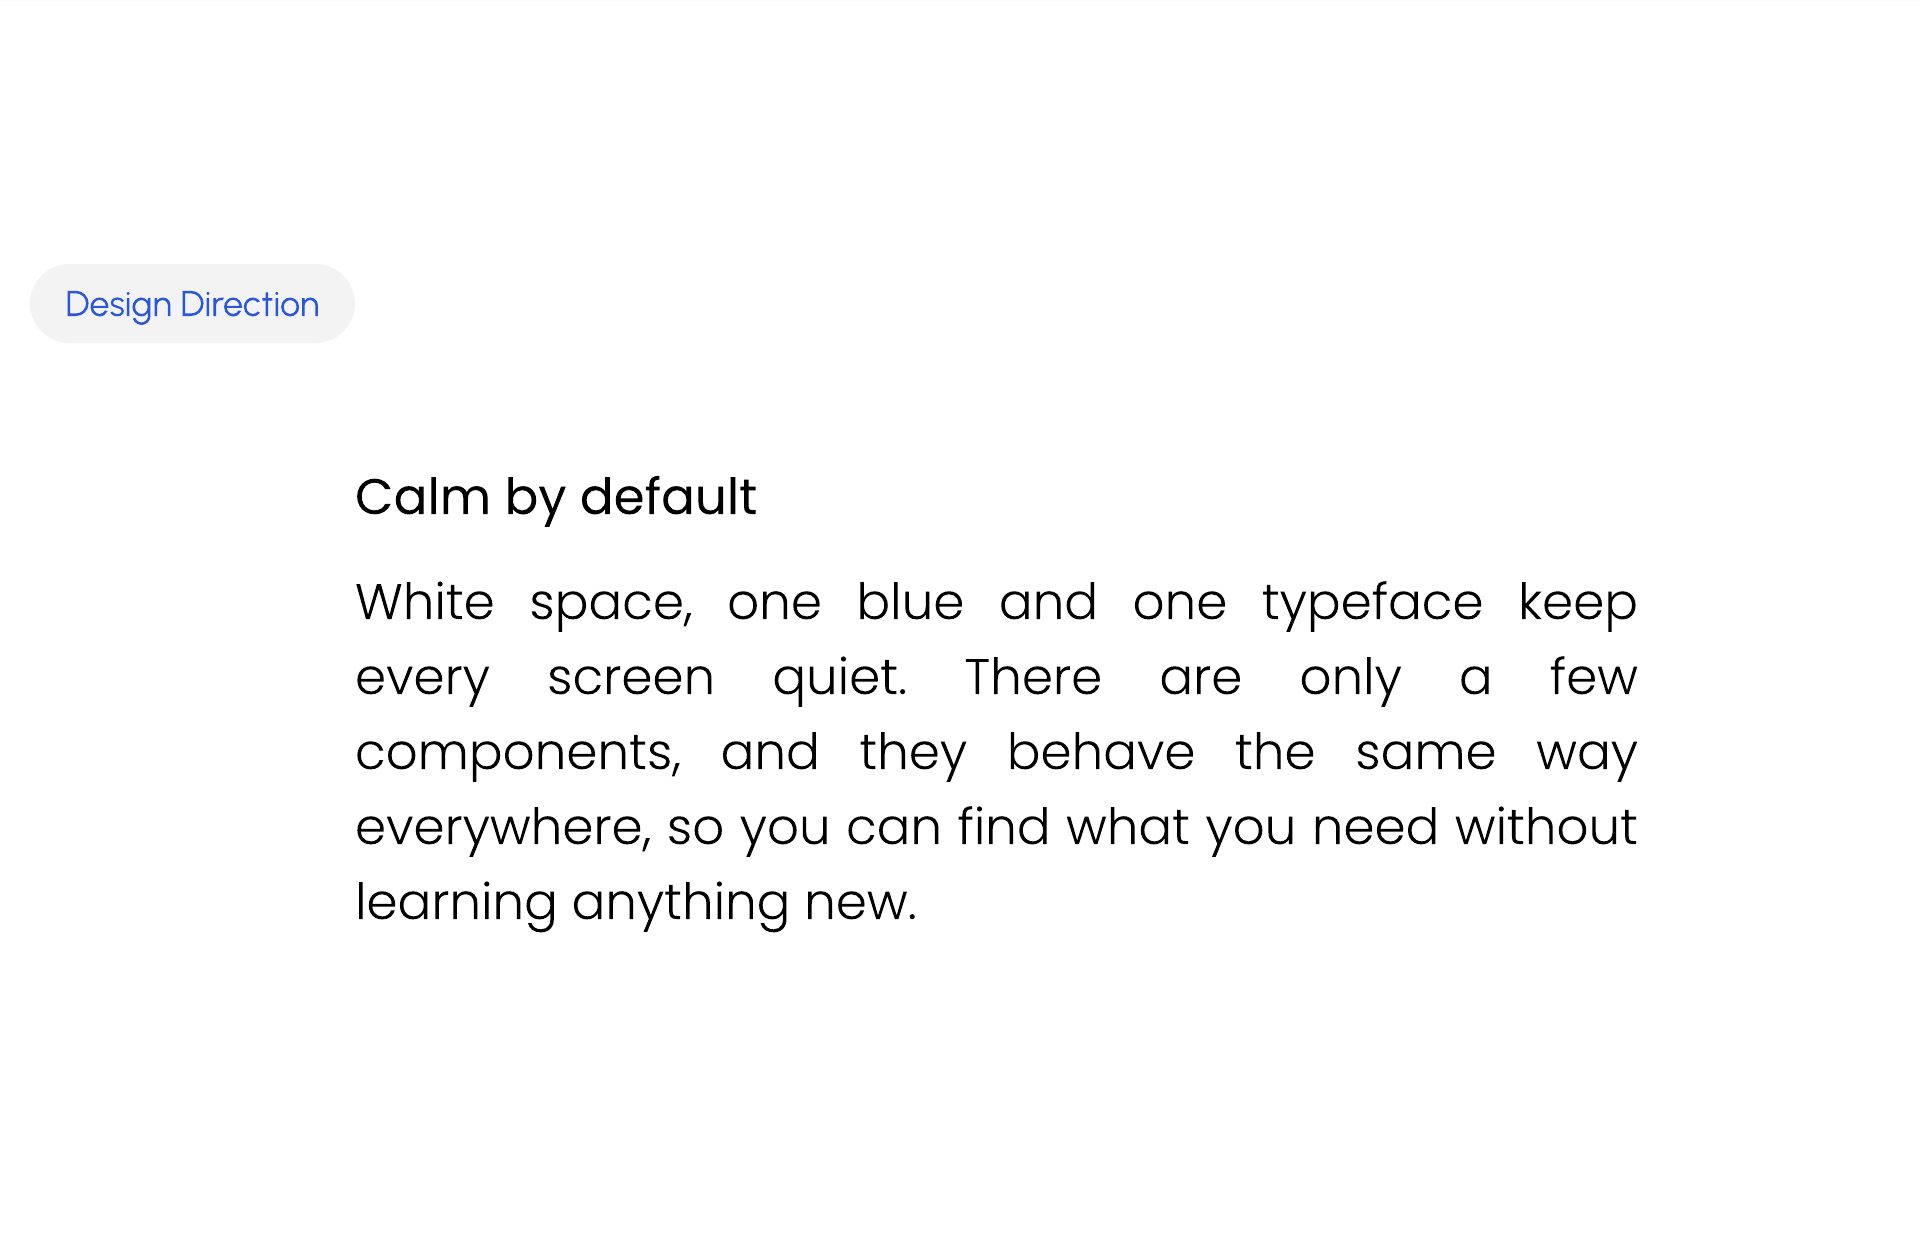 Design Direction
Calm by default
White space, one blue and one typeface keep
every screen quiet. There are only a few
components, and they behave the same way
everywhere, so you can find what you need without
learning anything new.